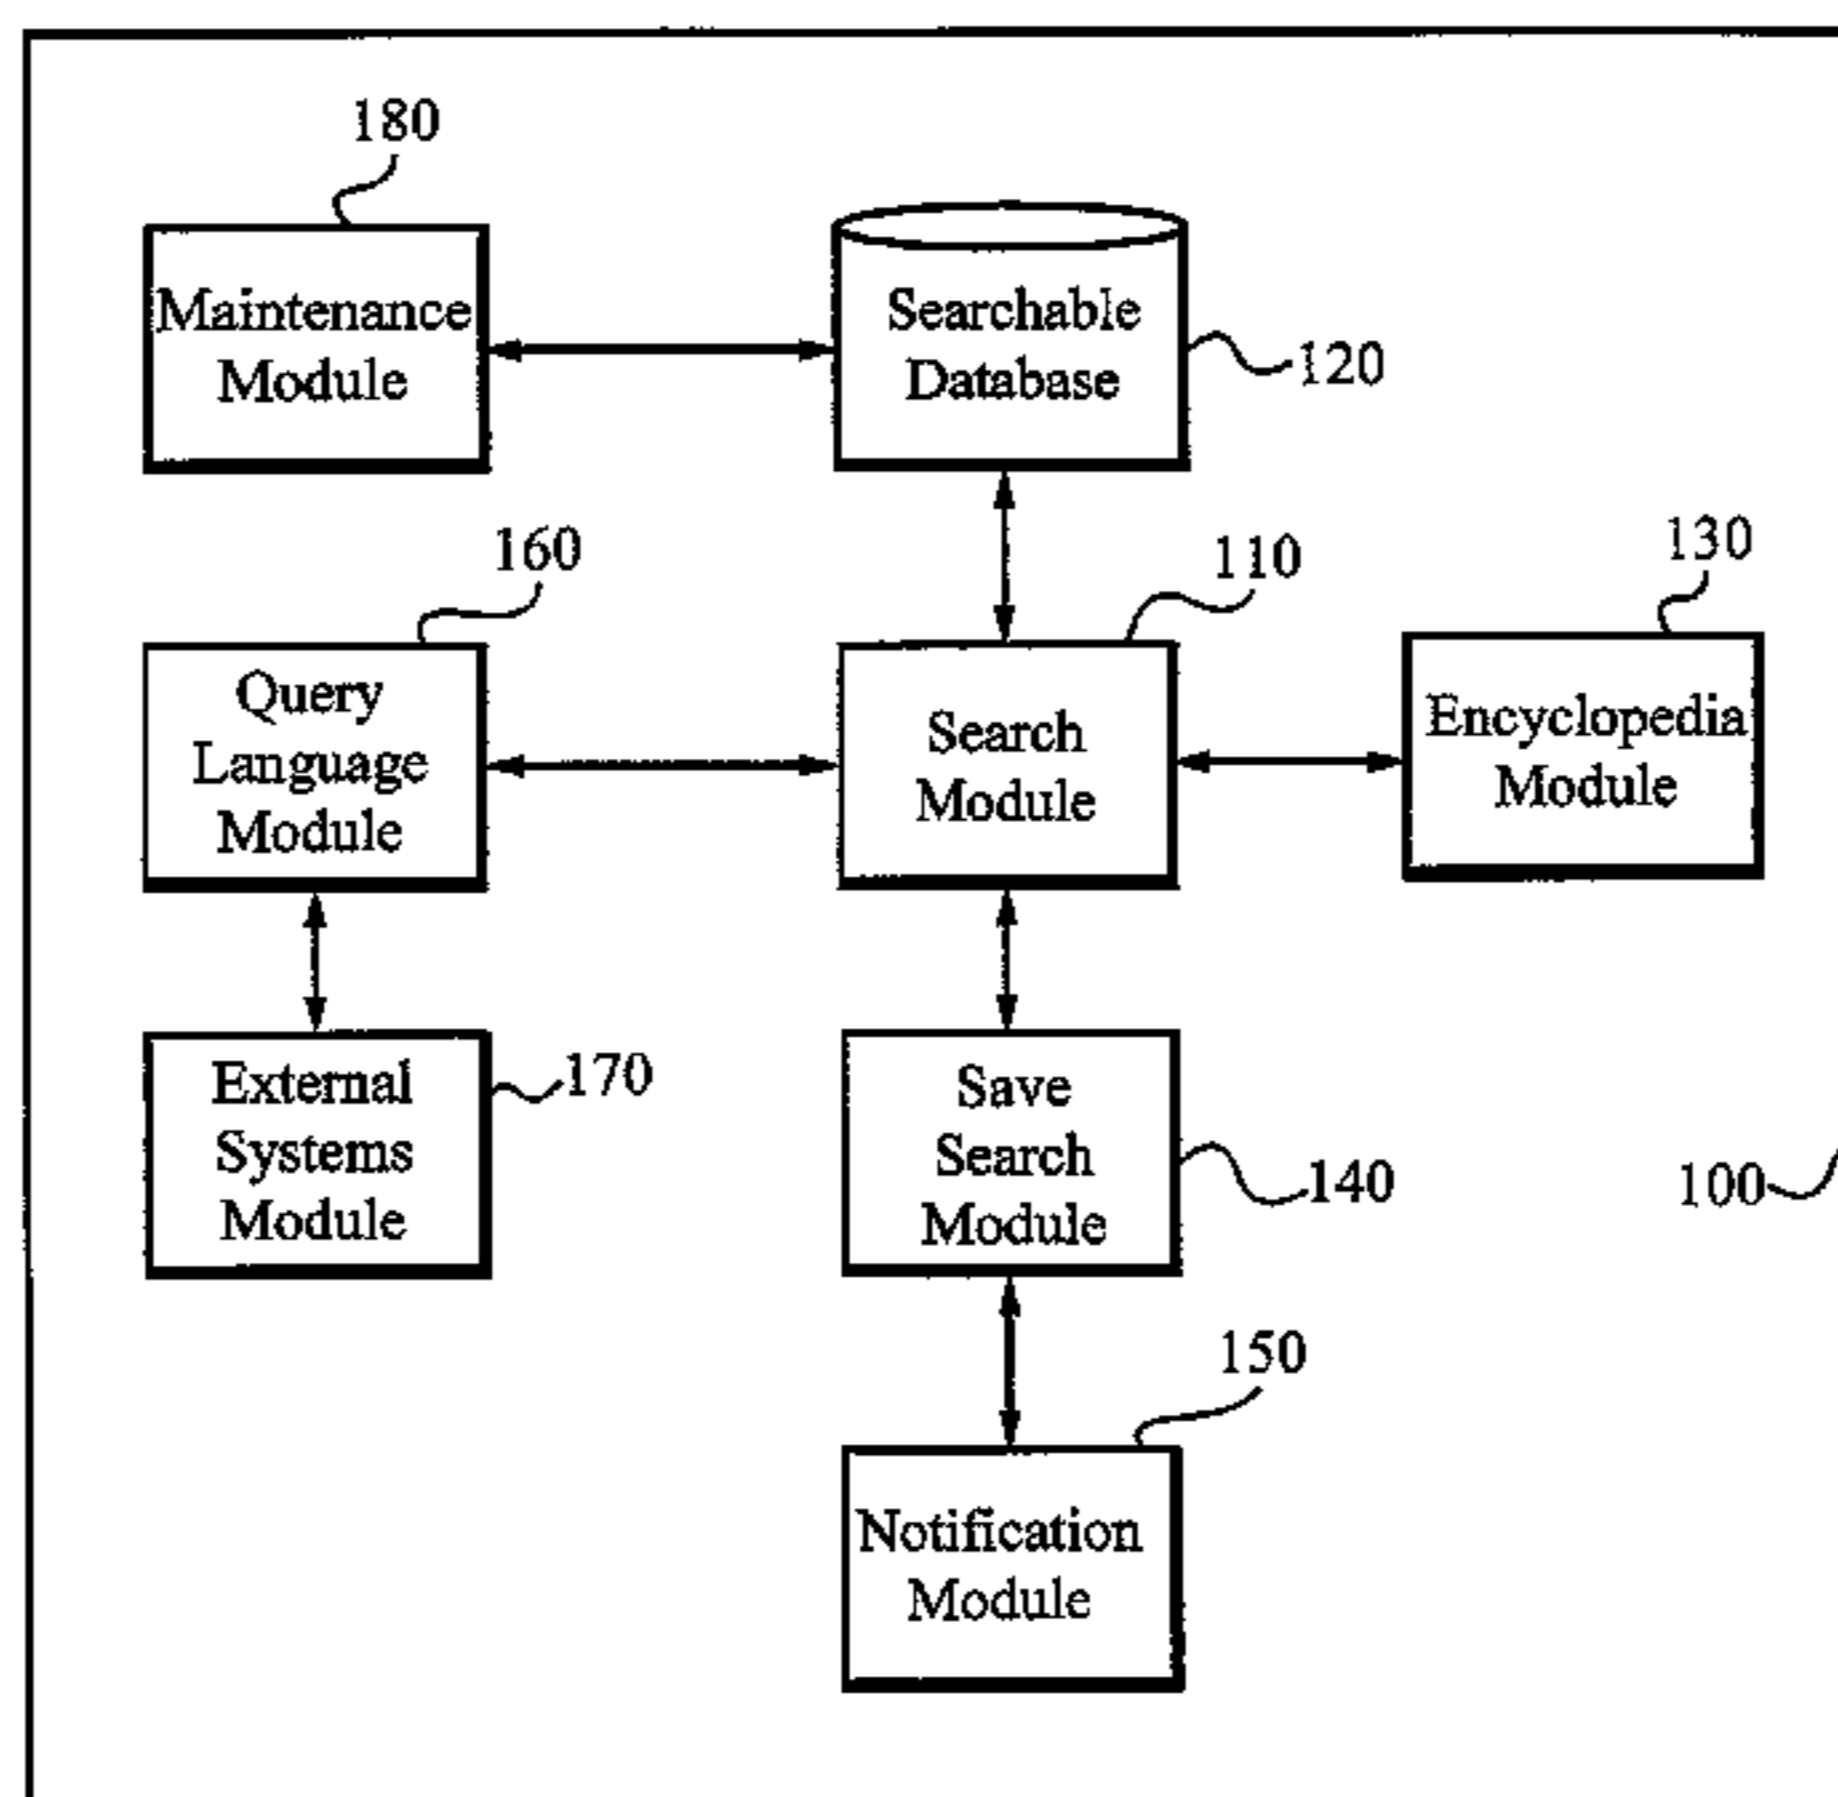 180
Maintenance
Module
Searchable
Database
120
160
110
130
Query
Language
Module
Search
Module
Encyclopedia
Module
External
Systems
Module
170
Save
Search
Module
140
100
150
Notification
Module